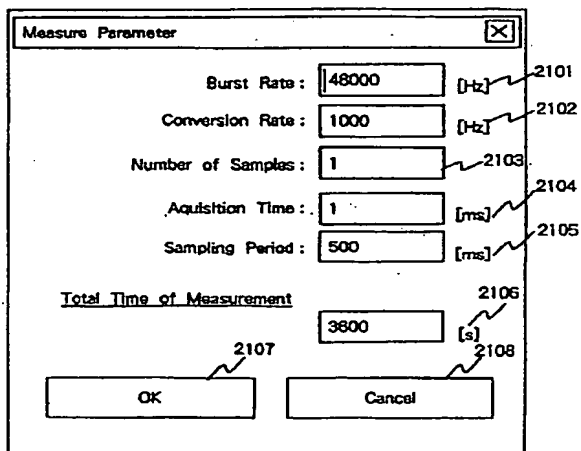 Measure Parameter
Burst Rate: 48000 [Hz] 2101
Conversion Rate: 1000 [Hz] 2102
Number of Samples: 1 2103
Aquisition Time: 1 [ms] 2104
Sampling Period: 500 [ms] 2105
Total Time of Measurement
3600 [s] 2106
2107 2108
OK Cancel